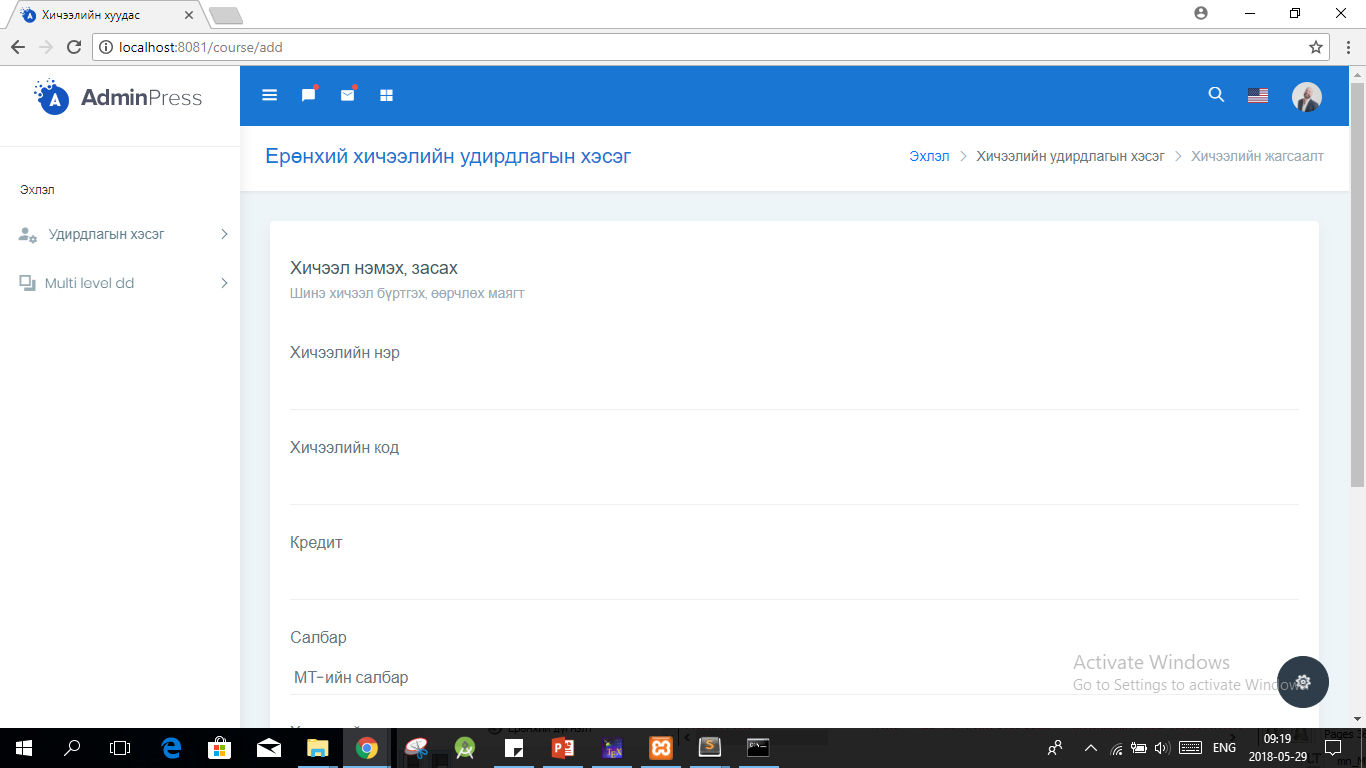 Хичээлийн хуудас
localhost:8081/course/add
AdminPress
Ерөнхий хичээлийн удирдлагын хэсэг
Эхлэл > Хичээлийн удирдлагын хэсэг > Хичээлийн жагсаалт
Эхлэл
Удирдлагын хэсэг
Multi level dd
Хичээл нэмэх, засах
Шинэ хичээл бүртгэх, өөрчлөх маягт
Хичээлийн нэр
Хичээлийн код
Кредит
Салбар
МТ-ийн салбар
Activate Windows
Go to Settings to activate Windows.
ENG
09:19
2018-05-29